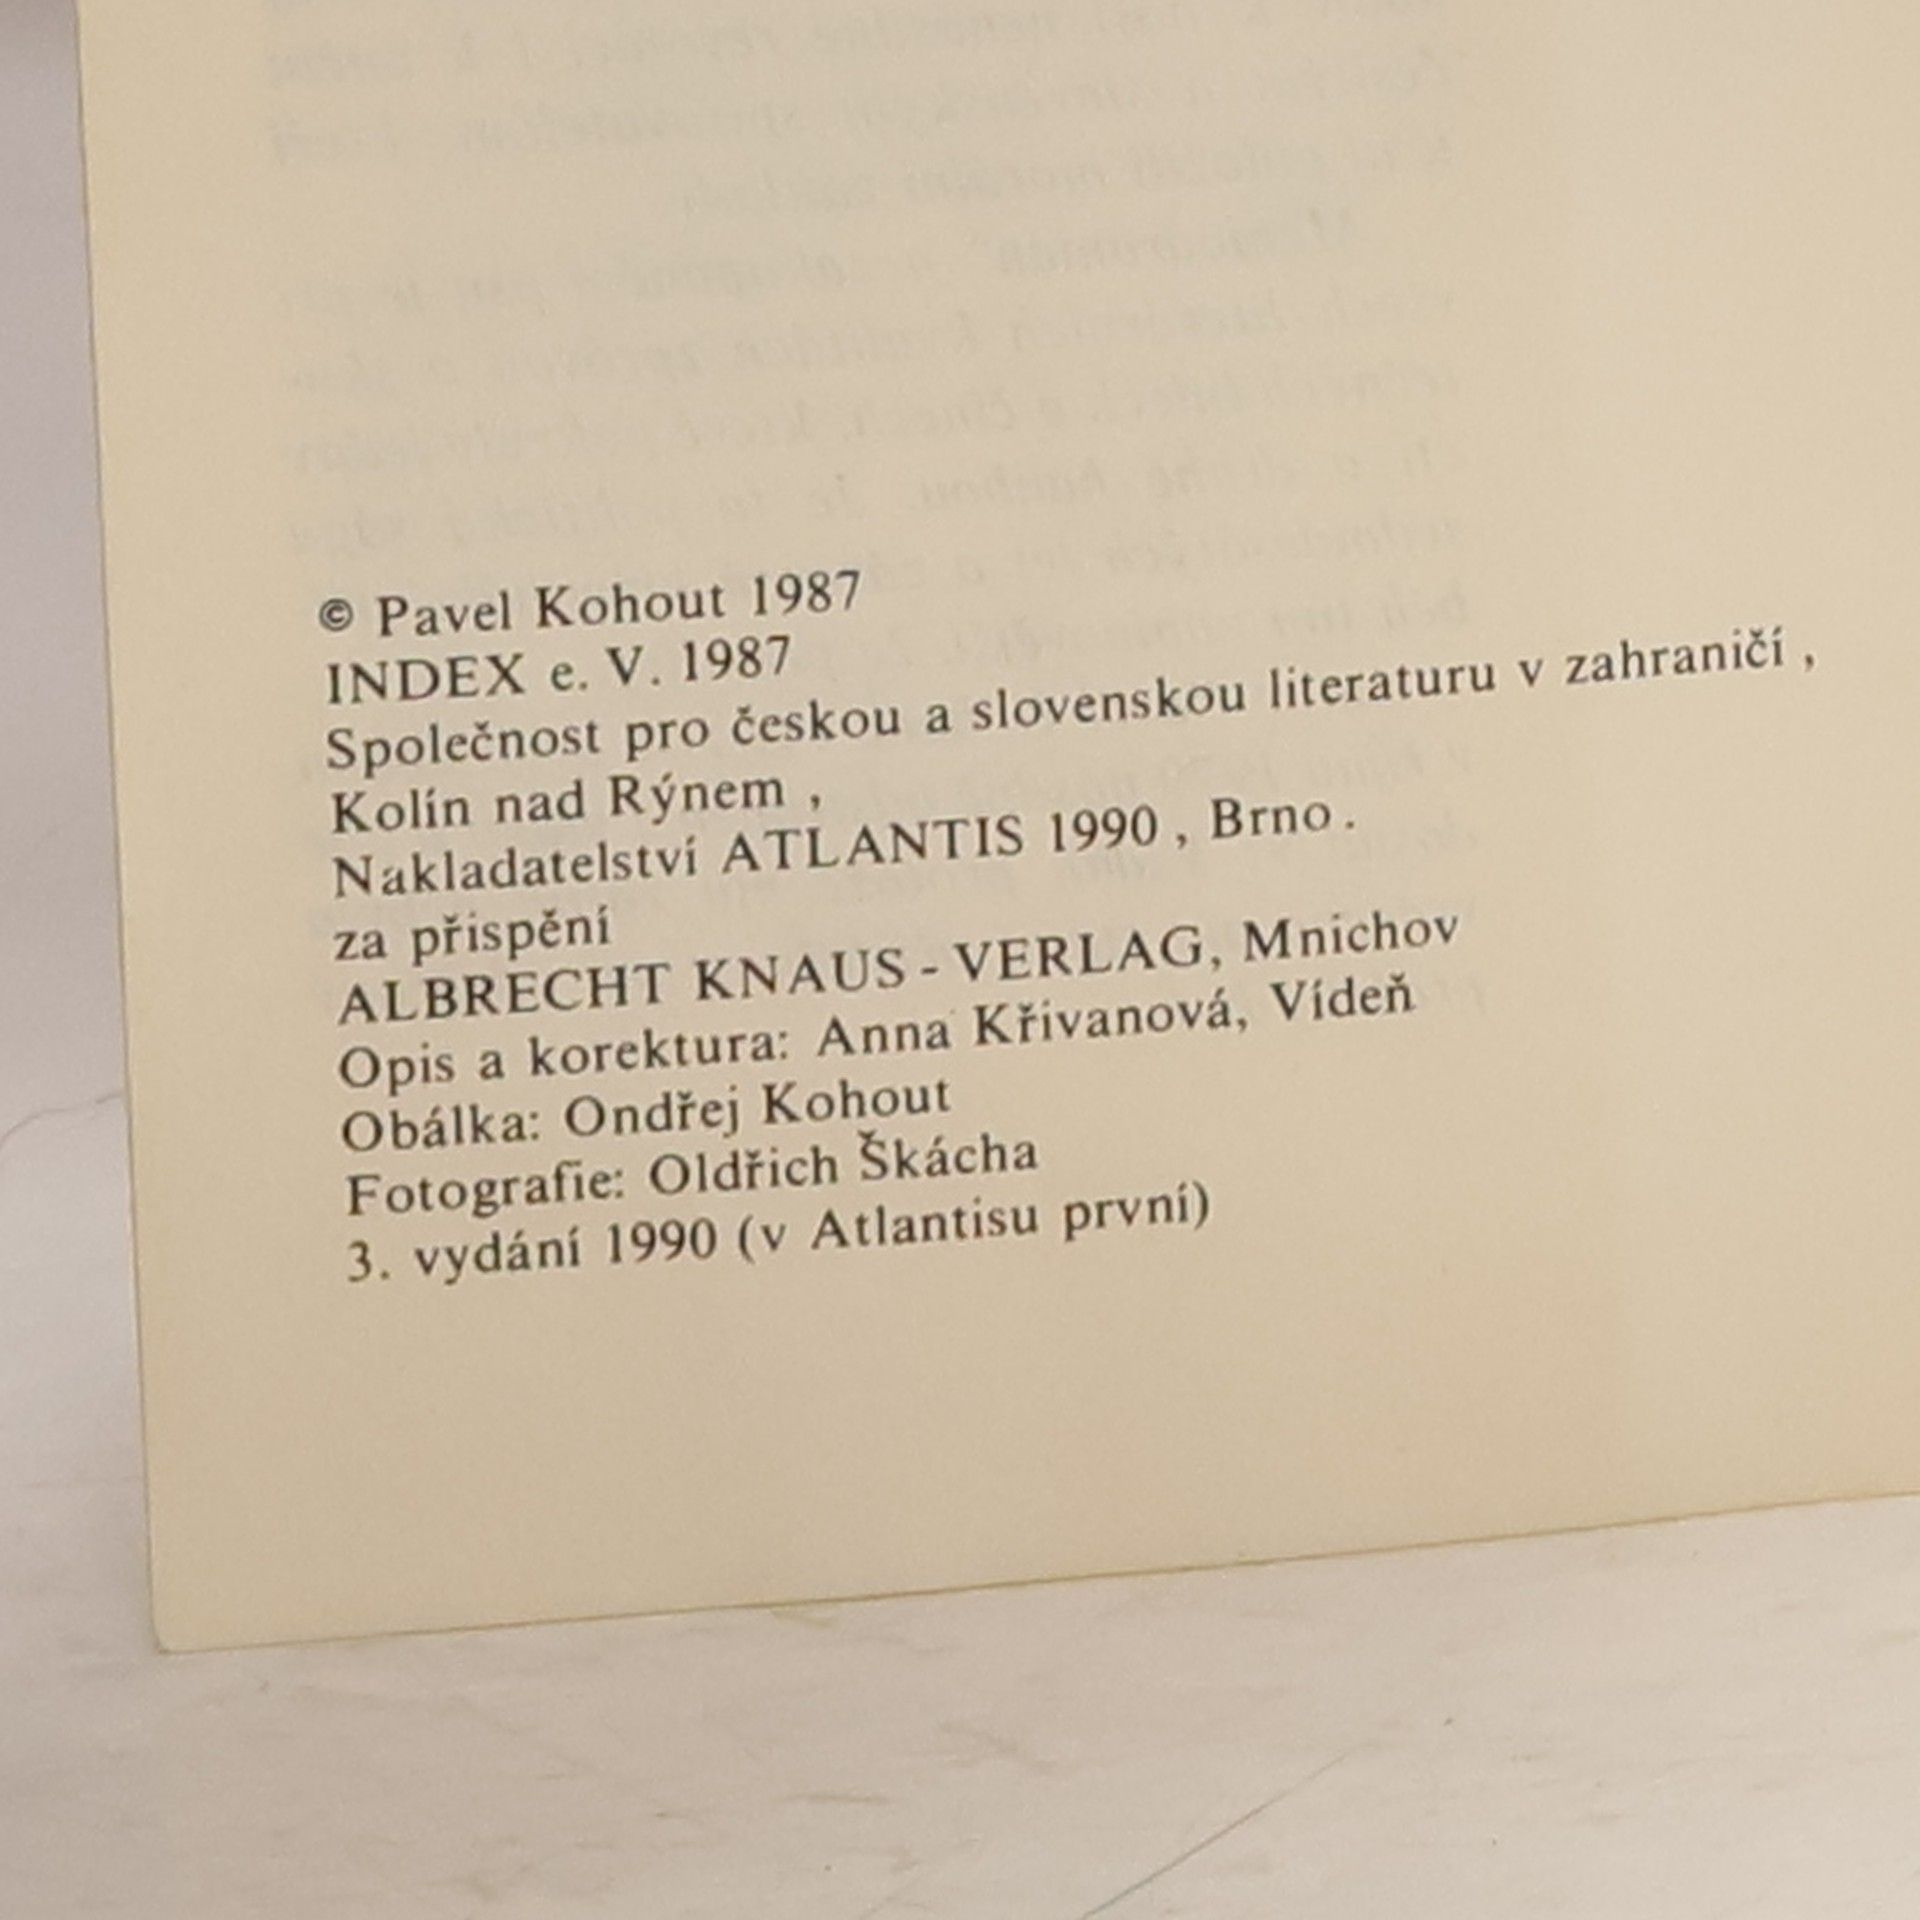 © Pavel Kohout 1987
INDEX e. V. 1987
Společnost pro českou a slovenskou literaturu v zahraničí ,
Kolín nad Rýnem ,
Nakladatelství ATLANTIS 1990 , Brno .
za přispění
ALBRECHT KNAUS - VERLAG, Mnichov
Opis a korektura: Anna Křivanová, Vídeň
Obálka: Ondřej Kohout
Fotografie: Oldřich Škácha
3. vydání 1990 (v Atlantisu první)